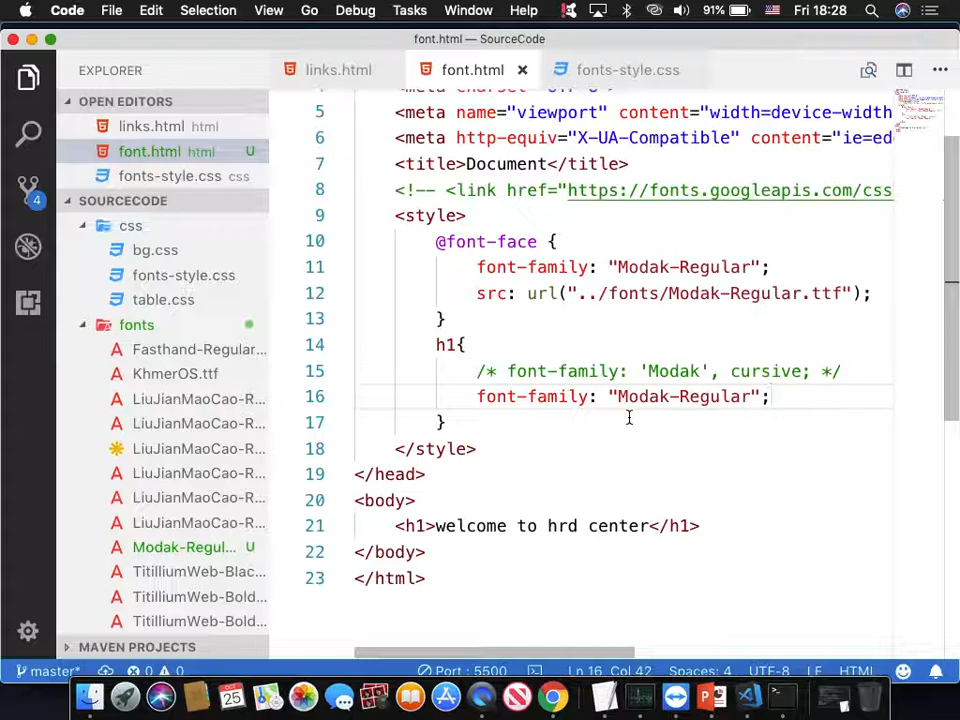 Code File Edit Selection View Go Debug Tasks Window Help 91% Fri 18:28
font.html — SourceCode
EXPLORER
links.html font.html fonts-style.css
OPEN EDITORS
links.html html
font.html html U
fonts-style.css css
SOURCECODE
css
bg.css
fonts-style.css
table.css
fonts
Fasthand-Regular...
KhmerOS.ttf
LiuJianMaoCao-R...
LiuJianMaoCao-R...
LiuJianMaoCao-R...
LiuJianMaoCao-R...
LiuJianMaoCao-R...
LiuJianMaoCao-R...
Modak-Regul... U
TitilliumWeb-Blac...
TitilliumWeb-Bold...
TitilliumWeb-Bold...
MAVEN PROJECTS
4
5 <meta name="viewport" content="width=device-width
6 <meta http-equiv="X-UA-Compatible" content="ie=ed
7 <title>Document</title>
8 <!-- <link href="https://fonts.googleapis.com/css
9 <style>
10 @font-face {
11 font-family: "Modak-Regular";
12 src: url("../fonts/Modak-Regular.ttf");
13 }
14 h1{
15 /* font-family: 'Modak', cursive; */
16 font-family: "Modak-Regular";
17 }
18 </style>
19 </head>
20 <body>
21 <h1>welcome to hrd center</h1>
22 </body>
23 </html>
master* 0 0 Port : 5500 Ln 16, Col 42 Spaces: 4 UTF-8 LF HTML